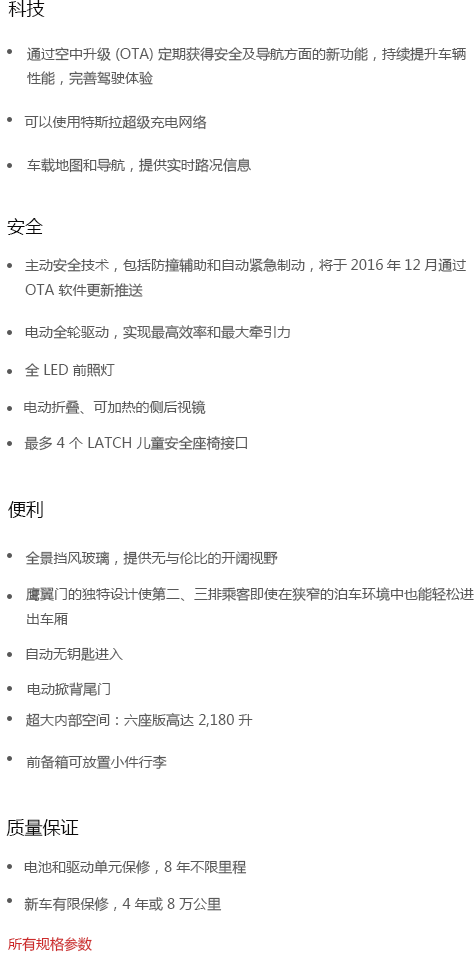 科技
通过空中升级 (OTA) 定期获得安全及导航方面的新功能，持续提升车辆
性能，完善驾驶体验
可以使用特斯拉超级充电网络
车载地图和导航，提供实时路况信息
安全
主动安全技术，包括防撞辅助和自动紧急制动，将于 2016 年 12 月通过
OTA 软件更新推送
电动全轮驱动，实现最高效率和最大牵引力
全 LED 前照灯
电动折叠、可加热的侧后视镜
最多 4 个 LATCH 儿童安全座椅接口
便利
全景挡风玻璃，提供无与伦比的开阔视野
鹰翼门的独特设计使第二、三排乘客即使在狭窄的泊车环境中也能轻松进
出车厢
自动无钥匙进入
电动掀背尾门
超大内部空间：六座版高达 2,180 升
前备箱可放置小件行李
质量保证
电池和驱动单元保修，8 年不限里程
新车有限保修，4 年或 8 万公里
所有规格参数